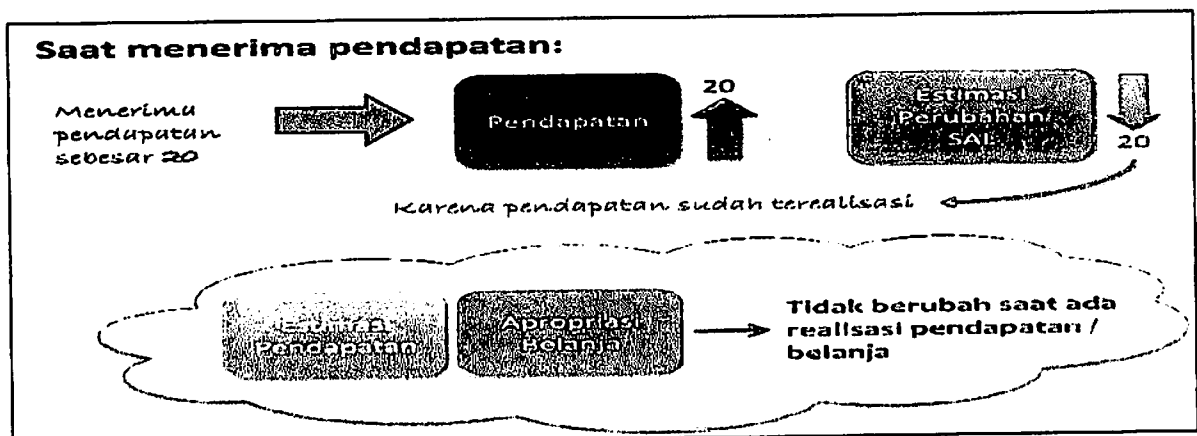 Saat menerima pendapatan:
Menerima
pendapatan
sebesar 20
Pendapatan
20
Estimasi
Perubahan
SAL
20
Karena pendapatan sudah terealisasi
Estimasi
Pendapatan
Apropriasi
Belanja
Tidak berubah saat ada
realisasi pendapatan /
belanja